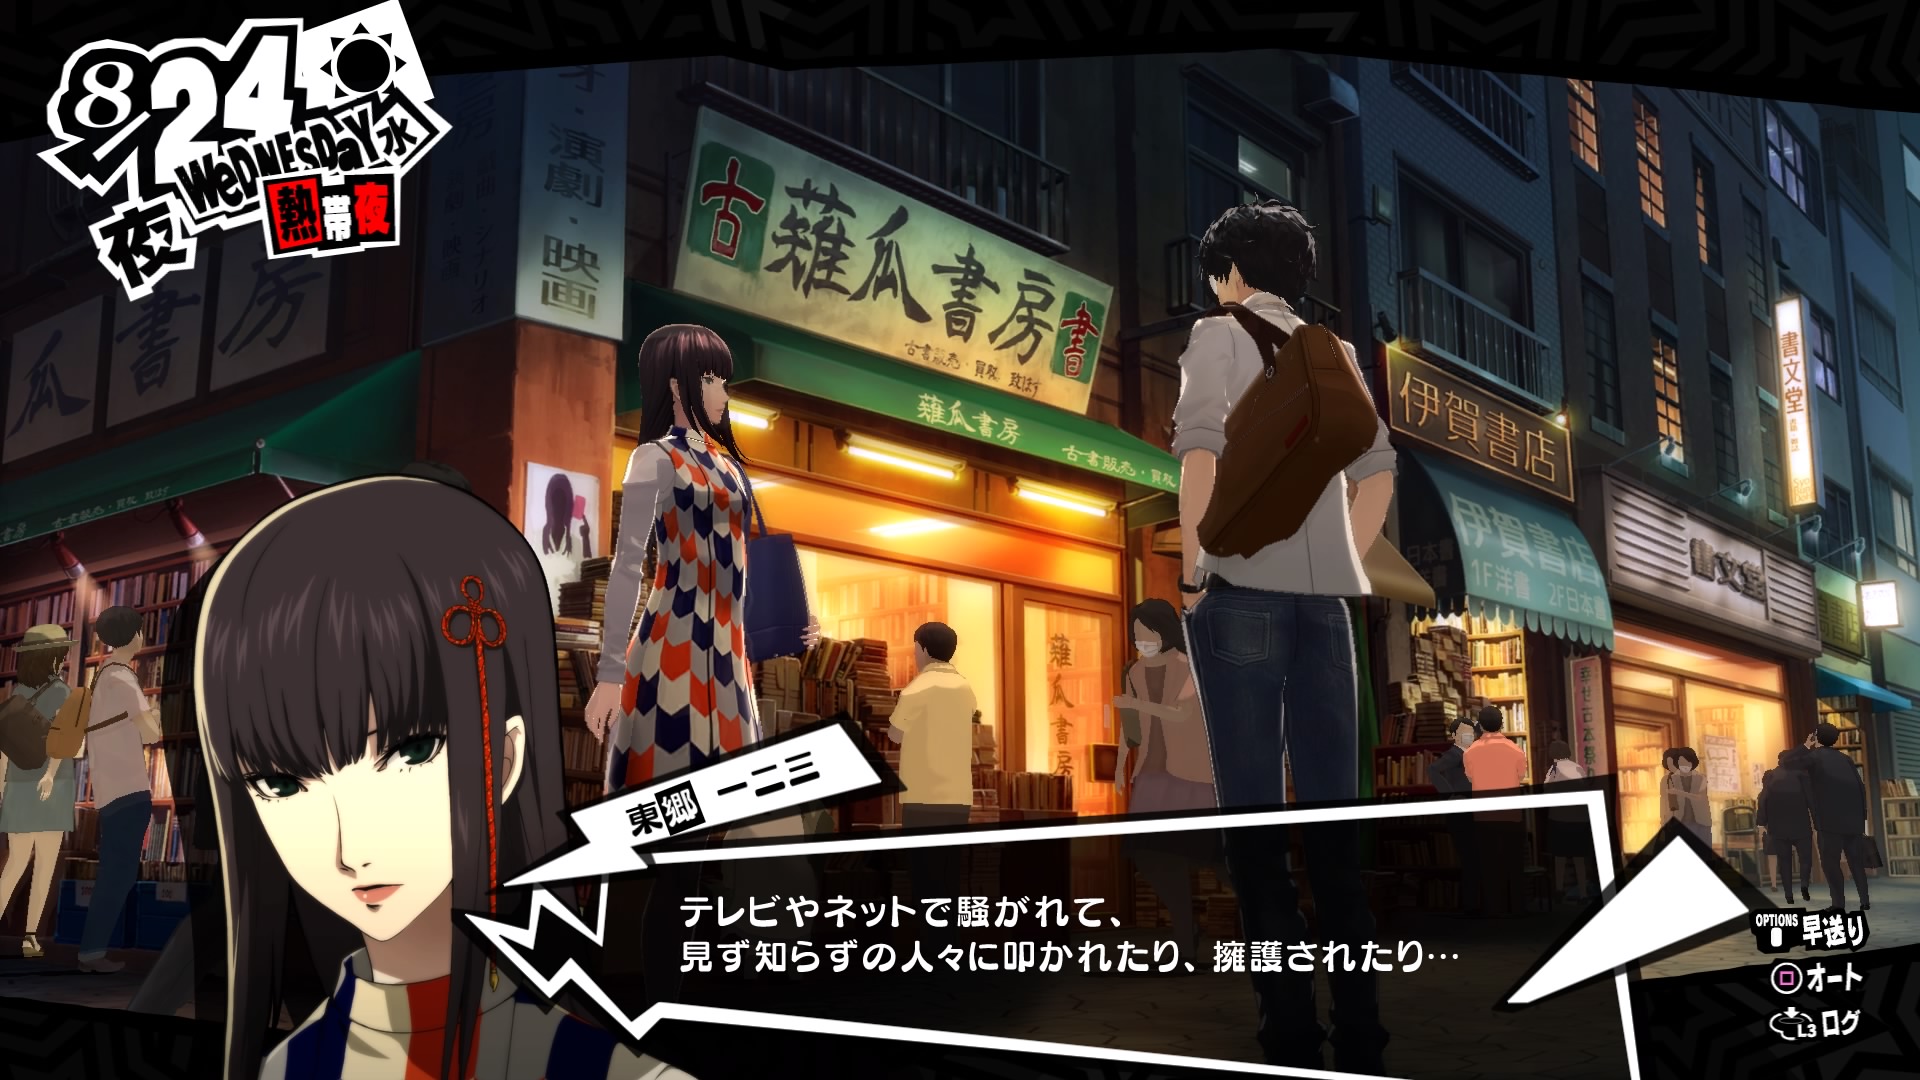 8/24
WEDNESDAY 水
夜
熱帯夜
演劇・映画
古 薙瓜書房 書
古書販売・買取 致します
薙瓜書房
古書販売・買取
瓜書房
薙瓜書房
伊賀書店
伊賀書店
1F洋書 2F日本書
日本書
書文堂
書文堂
東郷 一二三
テレビやネットで騒がれて、
見ず知らずの人々に叩かれたり、擁護されたり…
OPTIONS 早送り
オート
L3 ログ